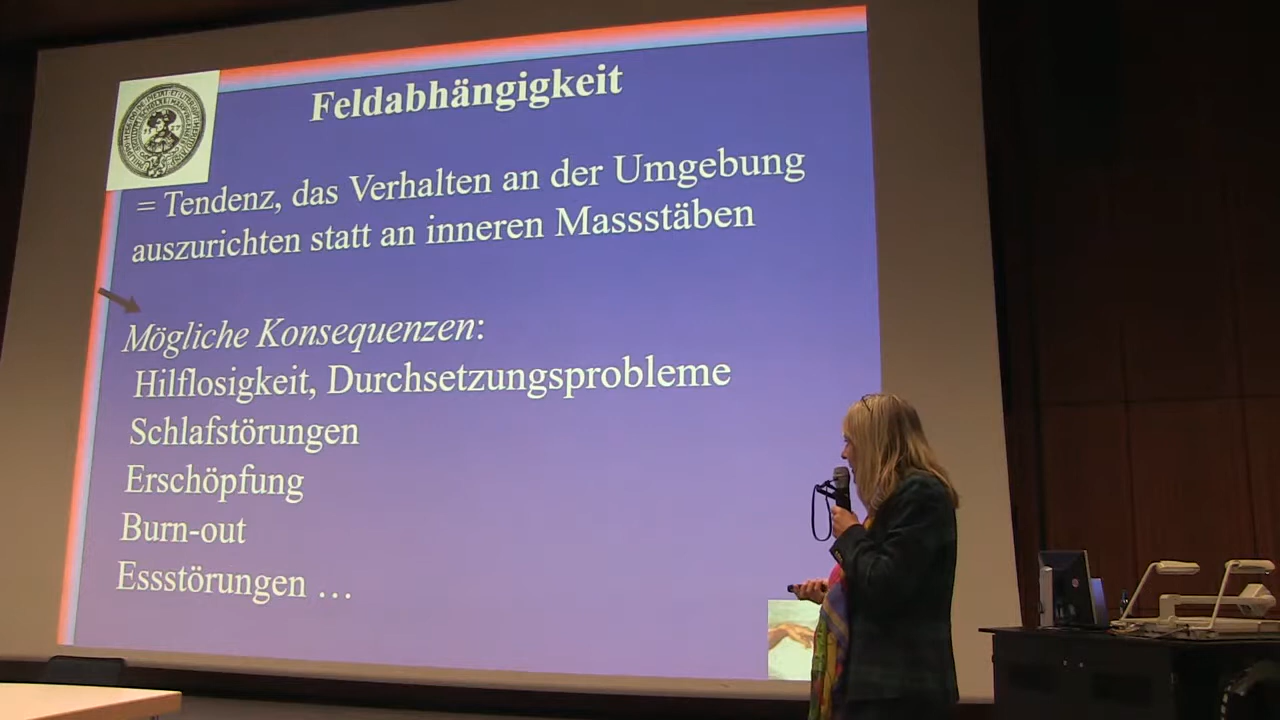 Feldabhängigkeit
= Tendenz, das Verhalten an der Umgebung
auszurichten statt an inneren Massstäben
Mögliche Konsequenzen:
Hilflosigkeit, Durchsetzungsprobleme
Schlafstörungen
Erschöpfung
Burn-out
Essstörungen …